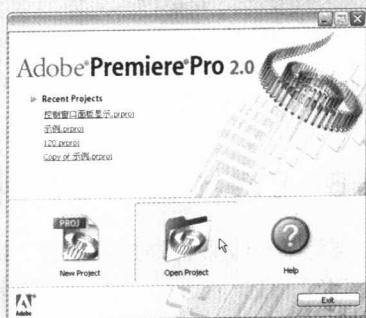 Adobe® Premiere® Pro 2.0
Recent Projects
控制窗口面板显示.prproj
示例.prproj
120.prproj
Copy of 示例.prproj
PROJ
New Project
Open Project
Help
Adobe
Exit